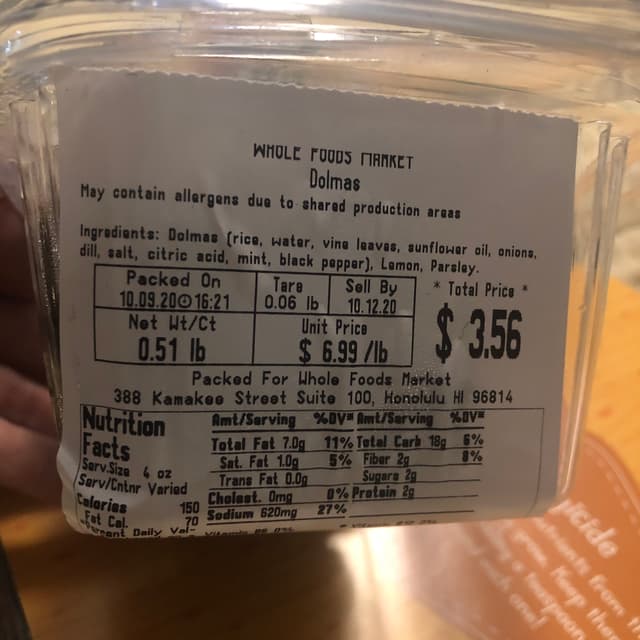 WHOLE FOODS MARKET
Dolmas
May contain allergens due to shared production areas
Ingredients: Dolmas (rice, water, vine leaves, sunflower oil, onions,
dill, salt, citric acid, mint, black pepper), Lemon, Parsley.
Packed On Tare Sell By * Total Price *
10.09.20 16:21 0.06 lb 10.12.20 $ 3.56
Net Wt/Ct Unit Price
0.51 lb $ 6.99 /lb
Packed For Whole Foods Market
388 Kamakee Street Suite 100, Honolulu HI 96814
Nutrition Facts
Serv.Size 4 oz
Serv/Cntnr Varied
Calories 150
Fat Cal. 70
Amt/Serving %DV* Amt/Serving %DV*
Total Fat 7.0g 11% Total Carb 18g 6%
Sat. Fat 1.0g 5% Fiber 2g 8%
Trans Fat 0.0g Sugars 2g
Cholest. 0mg 0% Protein 2g
Sodium 620mg 27%